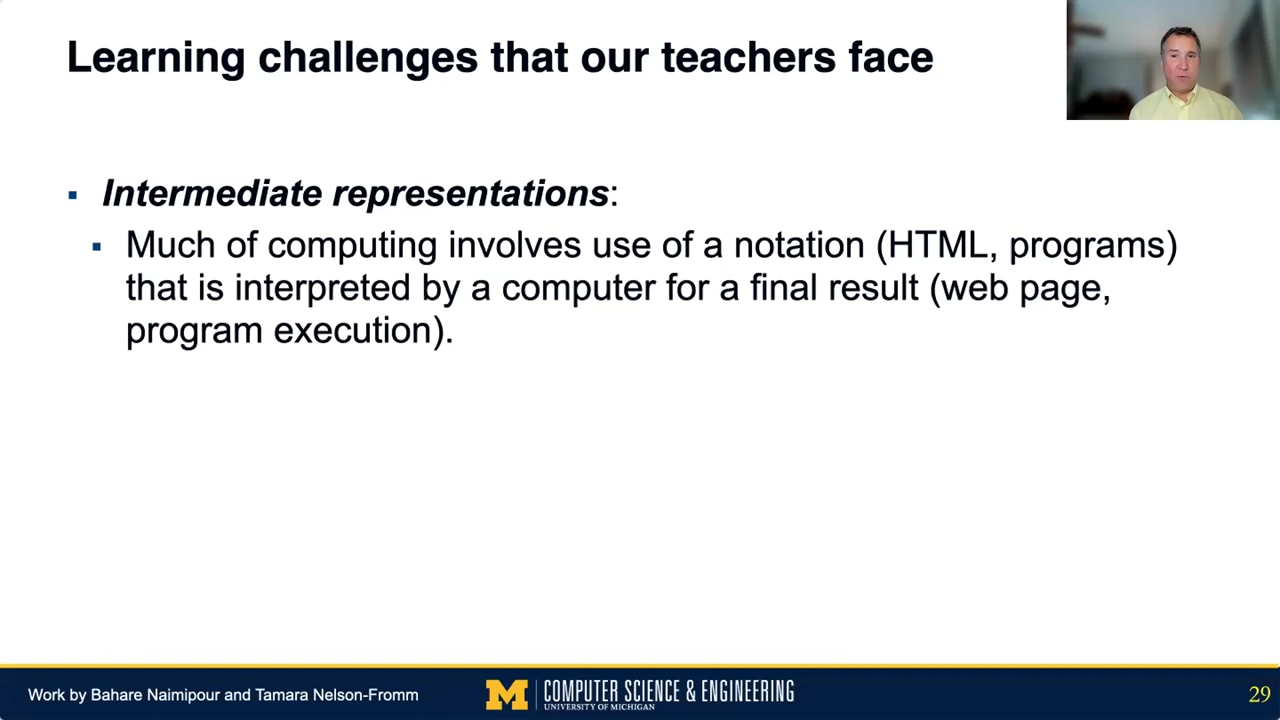 Learning challenges that our teachers face
▪ Intermediate representations:
▪ Much of computing involves use of a notation (HTML, programs)
that is interpreted by a computer for a final result (web page,
program execution).
Work by Bahare Naimipour and Tamara Nelson-Fromm
M
COMPUTER SCIENCE & ENGINEERING
UNIVERSITY OF MICHIGAN
29